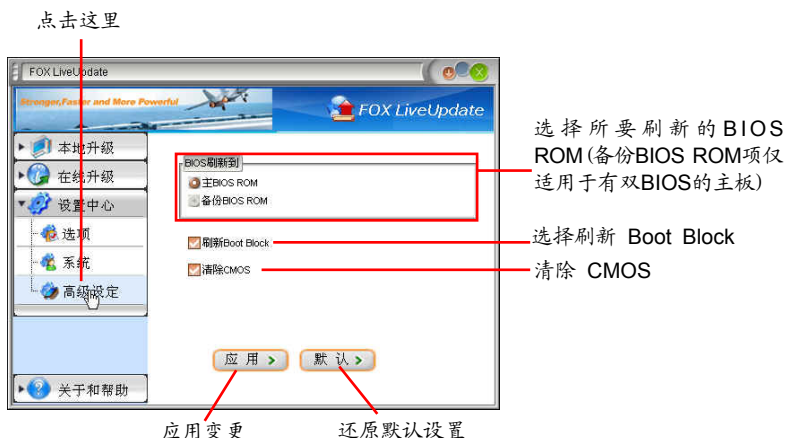 点击这里
FOX LiveUpdate
Stronger,Faster and More Powerful
FOX LiveUpdate
本地升级
在线升级
设置中心
选项
系统
高级设定
关于和帮助
BIOS刷新到
主BIOS ROM
备份BIOS ROM
刷新Boot Block
清除CMOS
应 用
默 认
选择所要刷新的BIOS
ROM(备份BIOS ROM项仅
适用于有双BIOS的主板)
选择刷新 Boot Block
清除 CMOS
应用变更
还原默认设置